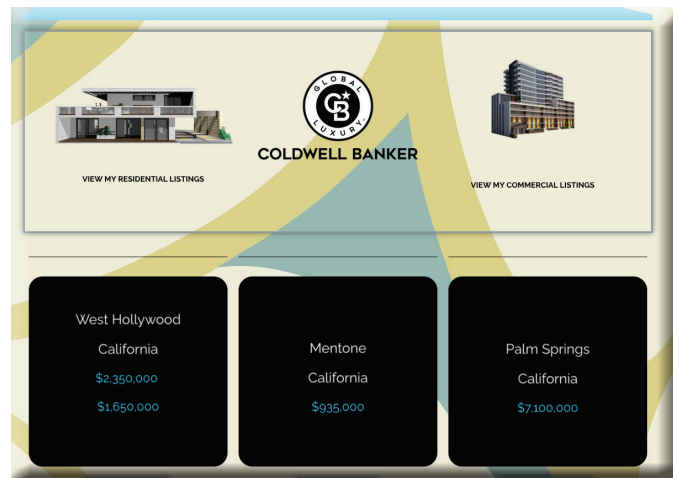 GLOBAL
CB
LUXURY
COLDWELL BANKER
VIEW MY RESIDENTIAL LISTINGS
VIEW MY COMMERCIAL LISTINGS
West Hollywood
California
$2,350,000
$1,650,000
Mentone
California
$935,000
Palm Springs
California
$7,100,000